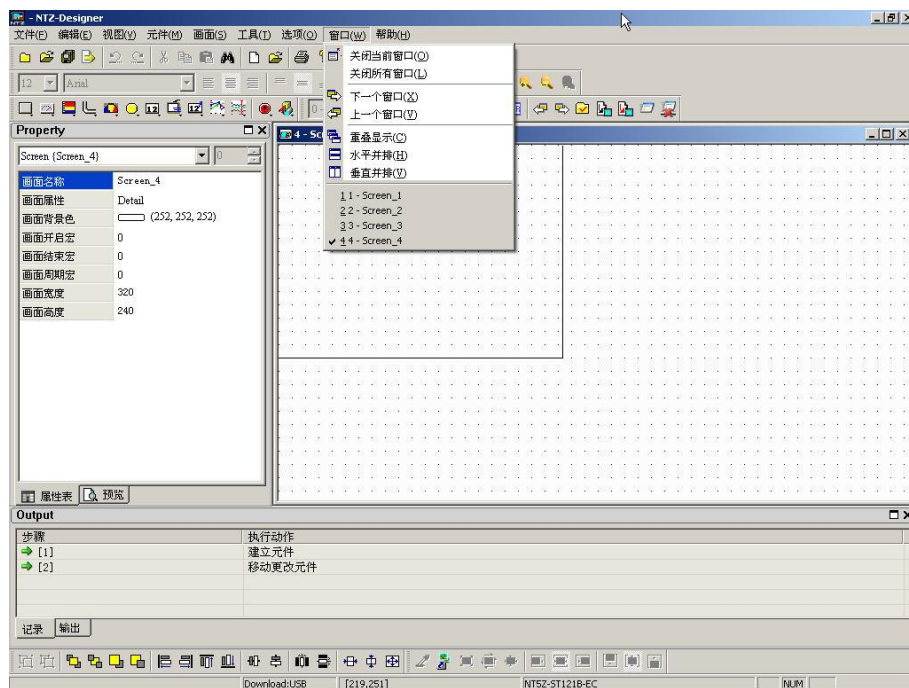 - NTZ-Designer
文件(F) 编辑(E) 视图(V) 元件(M) 画面(S) 工具(T) 选项(O) 窗口(W) 帮助(H)
关闭当前窗口(O)
关闭所有窗口(L)
下一个窗口(X)
上一个窗口(V)
重叠显示(C)
水平并排(H)
垂直并排(V)
1 1 - Screen_1
2 2 - Screen_2
3 3 - Screen_3
4 4 - Screen_4
12 Arial
Property
4 - Sc
Screen {Screen_4} 0
画面名称 Screen_4
画面属性 Detail
画面背景色 (252, 252, 252)
画面开启宏 0
画面结束宏 0
画面周期宏 0
画面宽度 320
画面高度 240
属性表 预览
Output
步骤 执行动作
[1] 建立元件
[2] 移动更改元件
记录 输出
Download:USB [219,251] NT5Z-ST121B-EC NUM